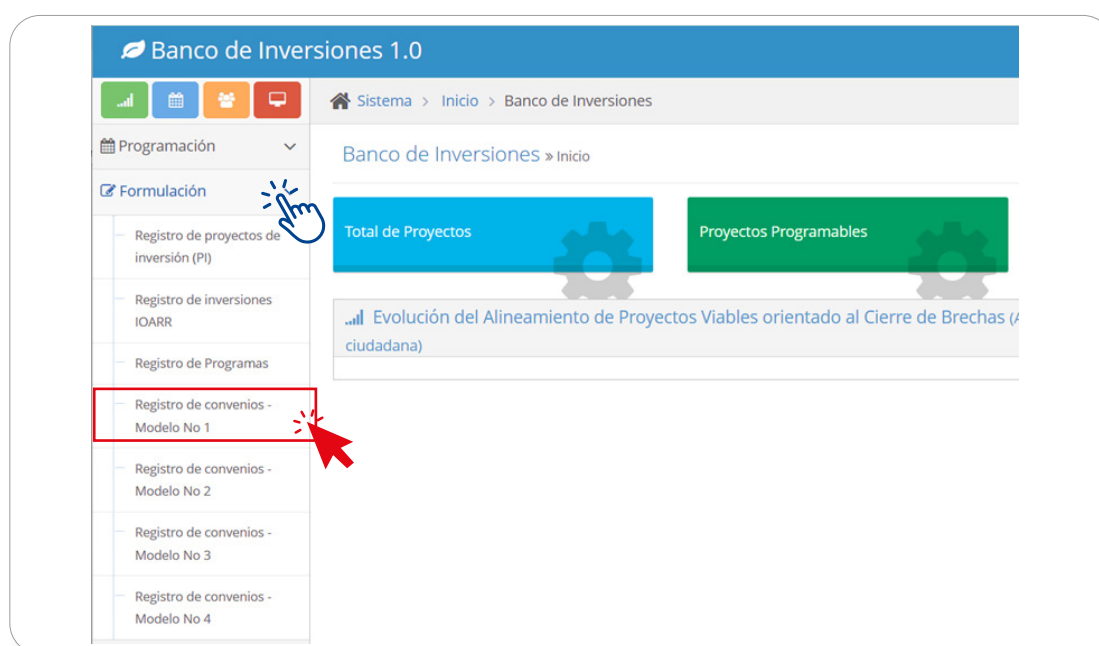 Banco de Inversiones 1.0
Sistema > Inicio > Banco de Inversiones
Programación
Banco de Inversiones » Inicio
Formulación
Total de Proyectos
Proyectos Programables
Registro de proyectos de
inversión (PI)
Registro de inversiones
IOARR
Evolución del Alineamiento de Proyectos Viables orientado al Cierre de Brechas (A
ciudadana)
Registro de Programas
Registro de convenios -
Modelo No 1
Registro de convenios -
Modelo No 2
Registro de convenios -
Modelo No 3
Registro de convenios -
Modelo No 4